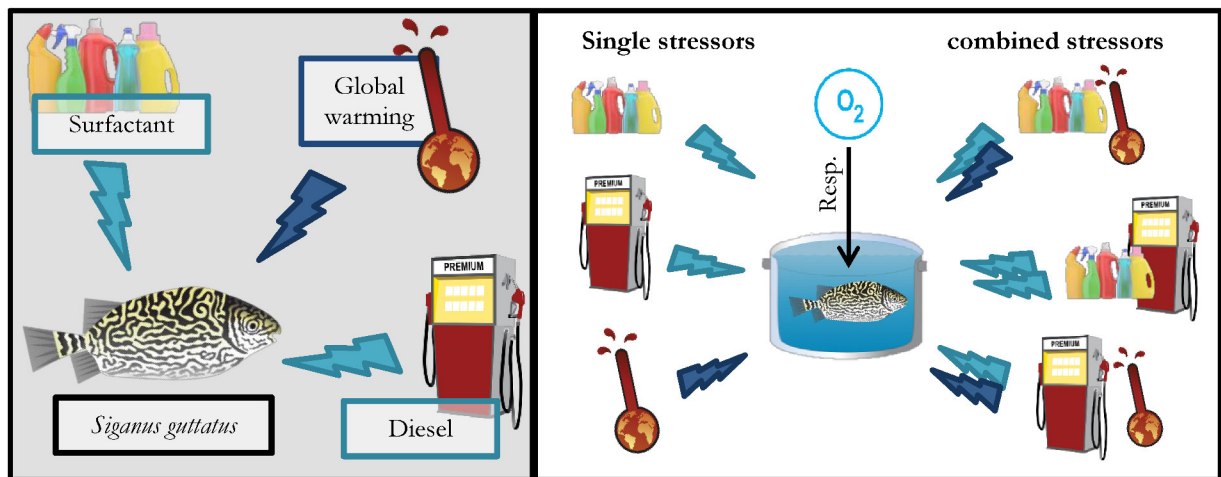 Surfactant
Global
warming
PREMIUM
Siganus guttatus
Diesel
Single stressors
combined stressors
O2
Resp.
PREMIUM
PREMIUM
PREMIUM